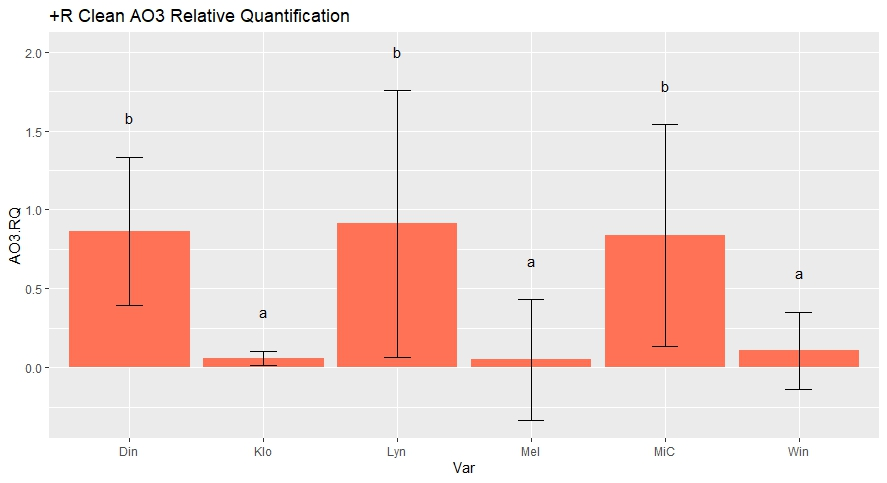 +R Clean AO3 Relative Quantification
2.0
1.5
1.0
0.5
0.0
AO3.RQ
b
a
b
a
b
a
Din Klo Lyn Mel MiC Win
Var